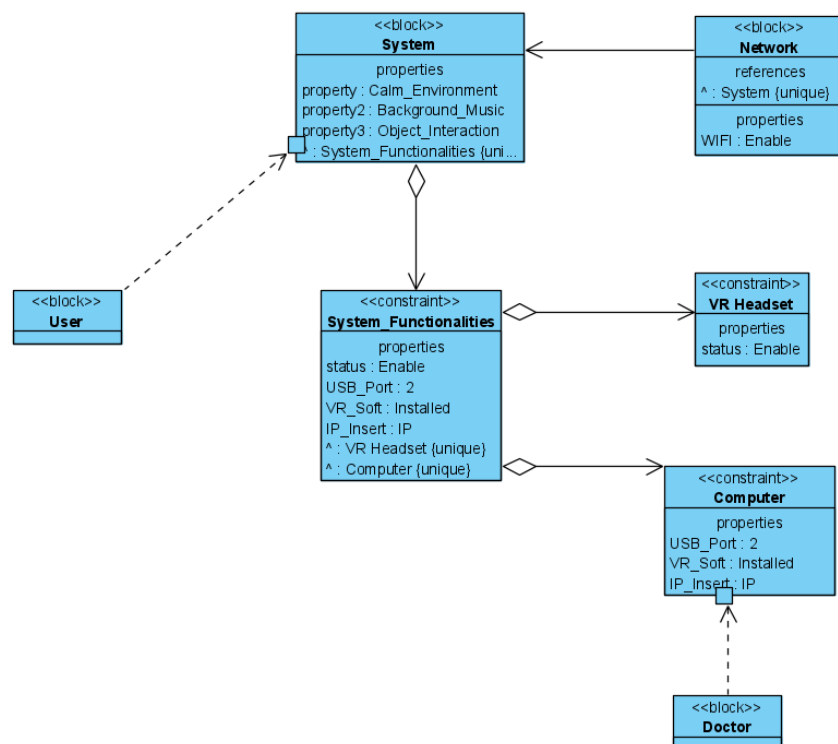 <<block>>
System
properties
property : Calm_Environment
property2 : Background_Music
property3 : Object_Interaction
^ : System_Functionalities {uni...
<<block>>
Network
references
^ : System {unique}
properties
WIFI : Enable
<<block>>
User
<<constraint>>
System_Functionalities
properties
status : Enable
USB_Port : 2
VR_Soft : Installed
IP_Insert : IP
^ : VR Headset {unique}
^ : Computer {unique}
<<constraint>>
VR Headset
properties
status : Enable
<<constraint>>
Computer
properties
USB_Port : 2
VR_Soft : Installed
IP_Insert : IP
<<block>>
Doctor